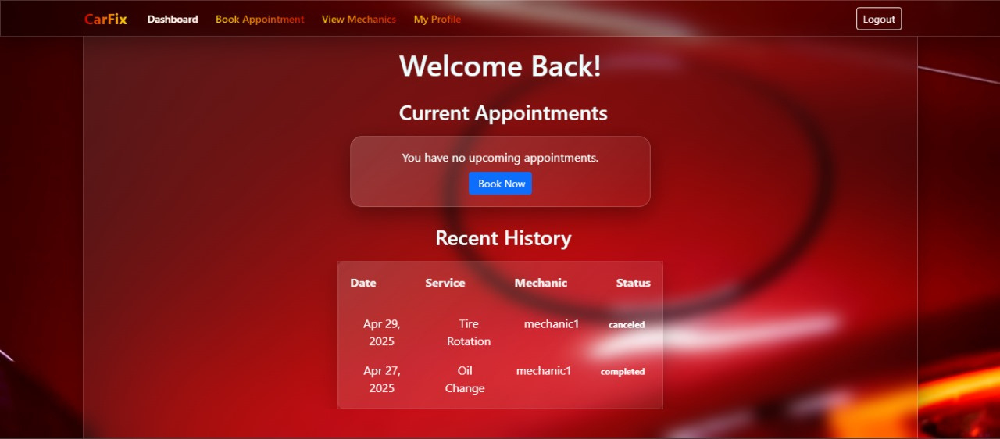 CarFix Dashboard Book Appointment View Mechanics My Profile Logout
Welcome Back!
Current Appointments
You have no upcoming appointments.
Book Now
Recent History
Date Service Mechanic Status
Apr 29, 2025 Tire Rotation mechanic1 canceled
Apr 27, 2025 Oil Change mechanic1 completed